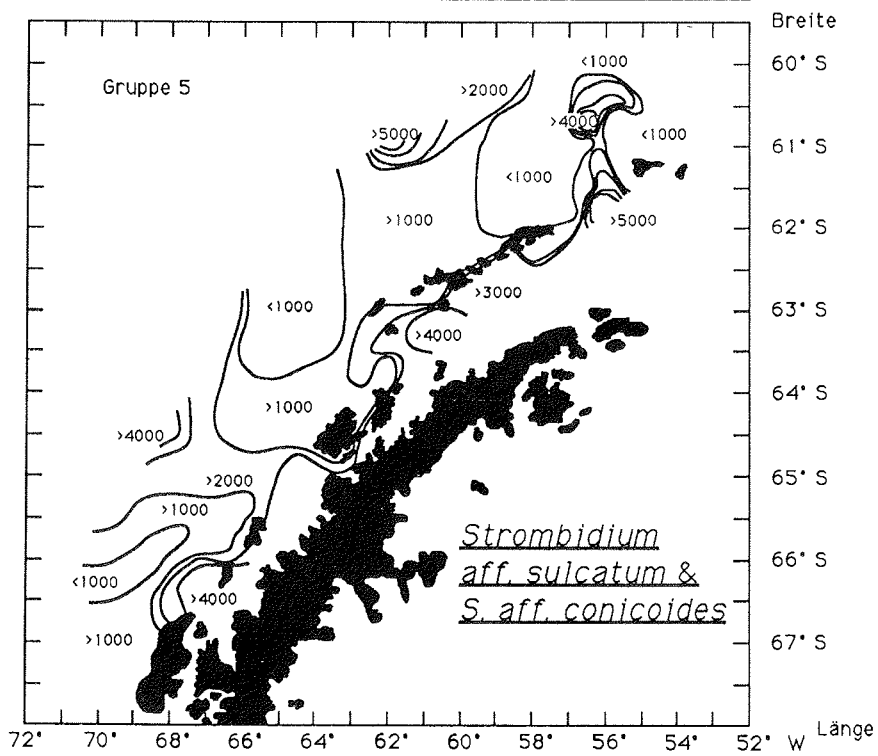 Breite
60° S
<1000
>2000
Gruppe 5
>4000
>5000
<1000
61° S
<1000
>1000
>5000
62° S
>3000
<1000
63° S
>4000
>1000
64° S
>4000
>2000
65° S
>1000
Strombidium
aff. sulcatum &
S. aff. conicoides
66° S
<1000
>4000
>1000
67° S
72° 70° 68° 66° 64° 62° 60° 58° 56° 54° 52° W Länge